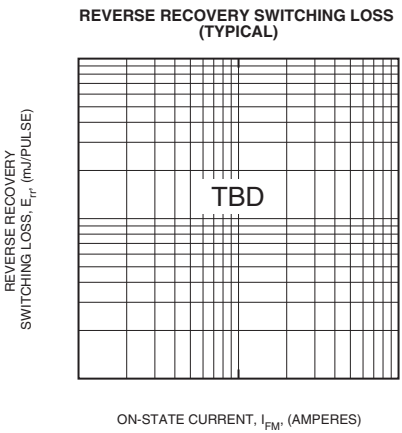 REVERSE RECOVERY SWITCHING LOSS
(TYPICAL)
REVERSE RECOVERY
SWITCHING LOSS, Err, (mJ/PULSE)
TBD
ON-STATE CURRENT, IFM, (AMPERES)